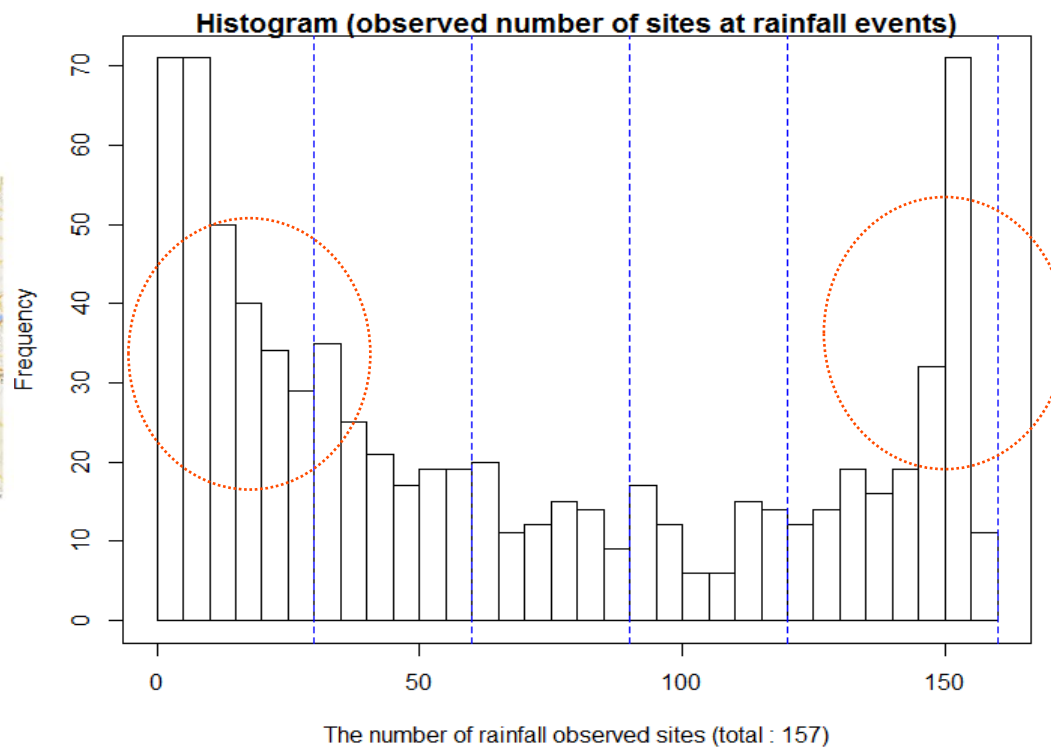 Histogram (observed number of sites at rainfall events)
Frequency
70
60
50
40
30
20
10
0
0 50 100 150
The number of rainfall observed sites (total : 157)